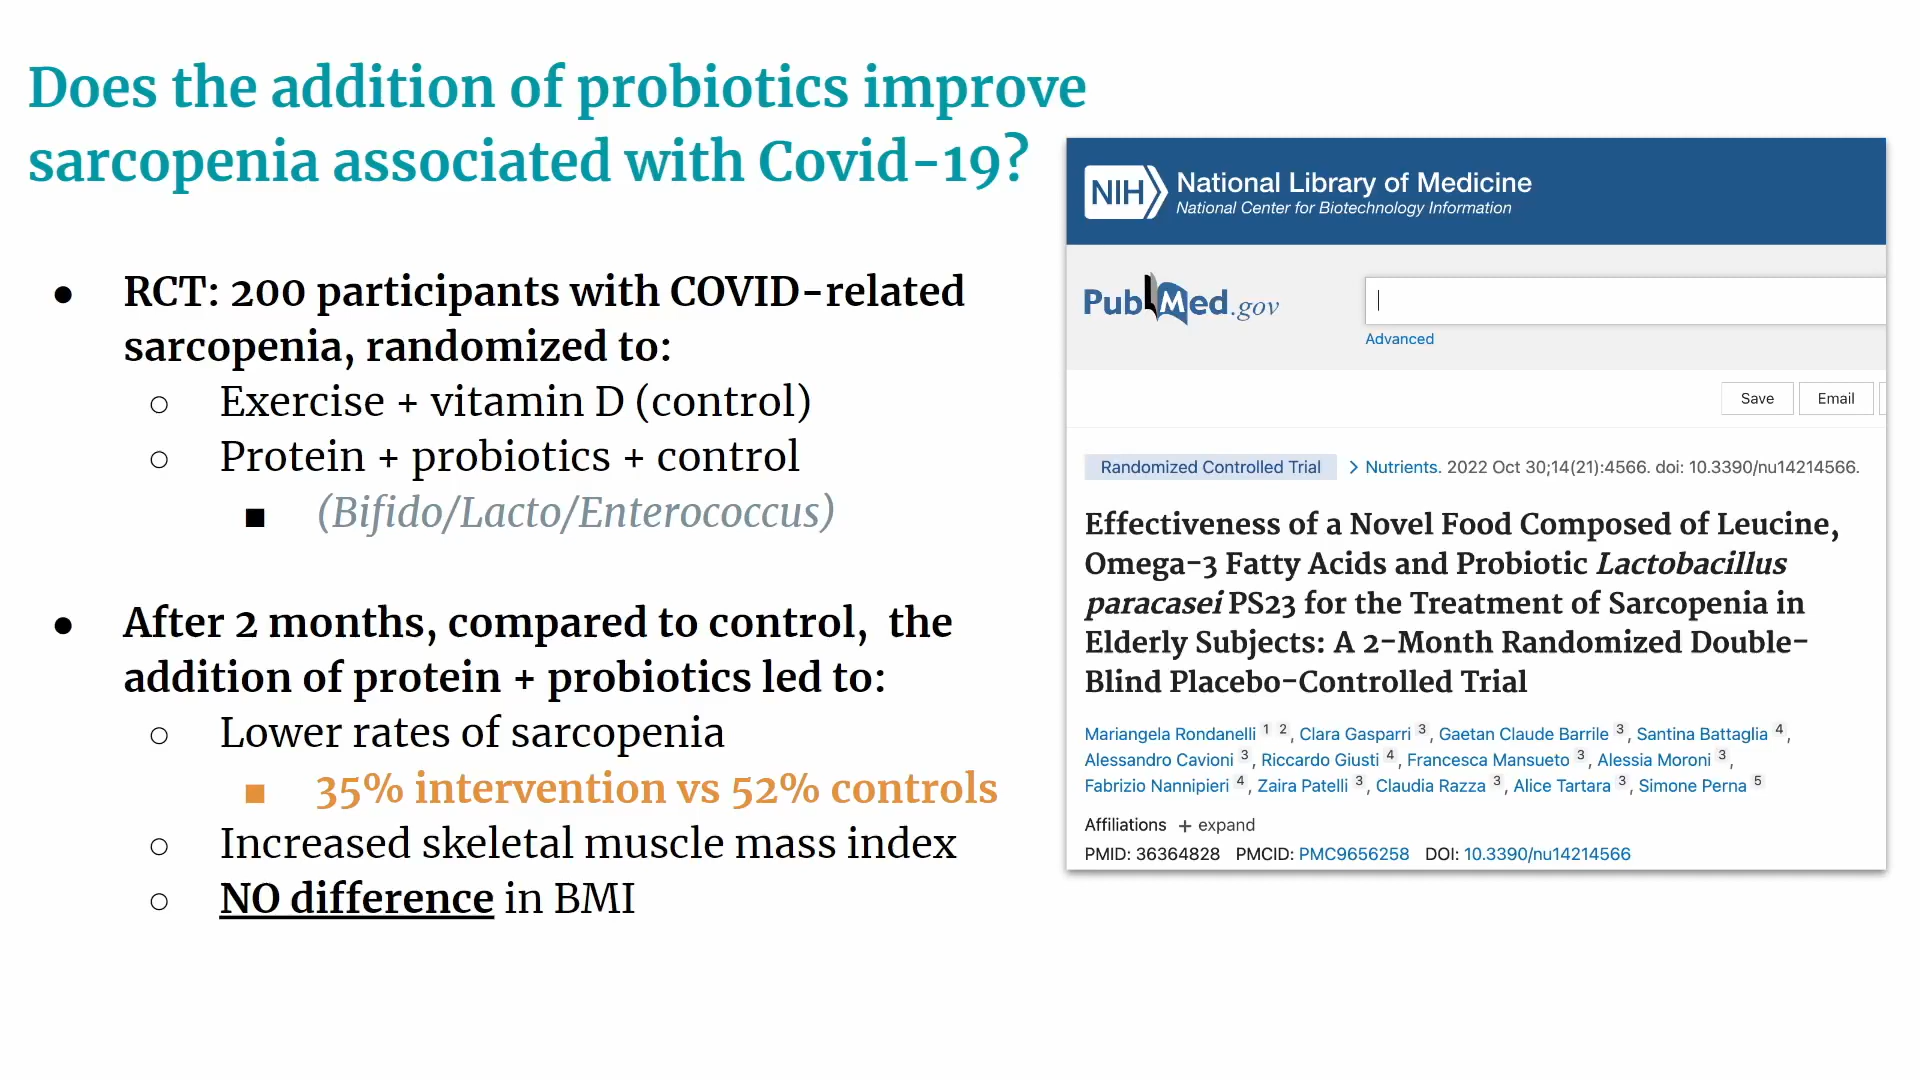 Does the addition of probiotics improve
sarcopenia associated with Covid-19?
● RCT: 200 participants with COVID-related
sarcopenia, randomized to:
○ Exercise + vitamin D (control)
○ Protein + probiotics + control
■ (Bifido/Lacto/Enterococcus)
● After 2 months, compared to control,  the
addition of protein + probiotics led to:
○ Lower rates of sarcopenia
■ 35% intervention vs 52% controls
○ Increased skeletal muscle mass index
○ NO difference in BMI
NIH National Library of Medicine
National Center for Biotechnology Information
PubMed.gov
Advanced
Save Email
Randomized Controlled Trial > Nutrients. 2022 Oct 30;14(21):4566. doi: 10.3390/nu14214566.
Effectiveness of a Novel Food Composed of Leucine,
Omega-3 Fatty Acids and Probiotic Lactobacillus
paracasei PS23 for the Treatment of Sarcopenia in
Elderly Subjects: A 2-Month Randomized Double-
Blind Placebo-Controlled Trial
Mariangela Rondanelli 1 2, Clara Gasparri 3, Gaetan Claude Barrile 3, Santina Battaglia 4,
Alessandro Cavioni 3, Riccardo Giusti 4, Francesca Mansueto 3, Alessia Moroni 3,
Fabrizio Nannipieri 4, Zaira Patelli 3, Claudia Razza 3, Alice Tartara 3, Simone Perna 5
Affiliations + expand
PMID: 36364828 PMCID: PMC9656258 DOI: 10.3390/nu14214566